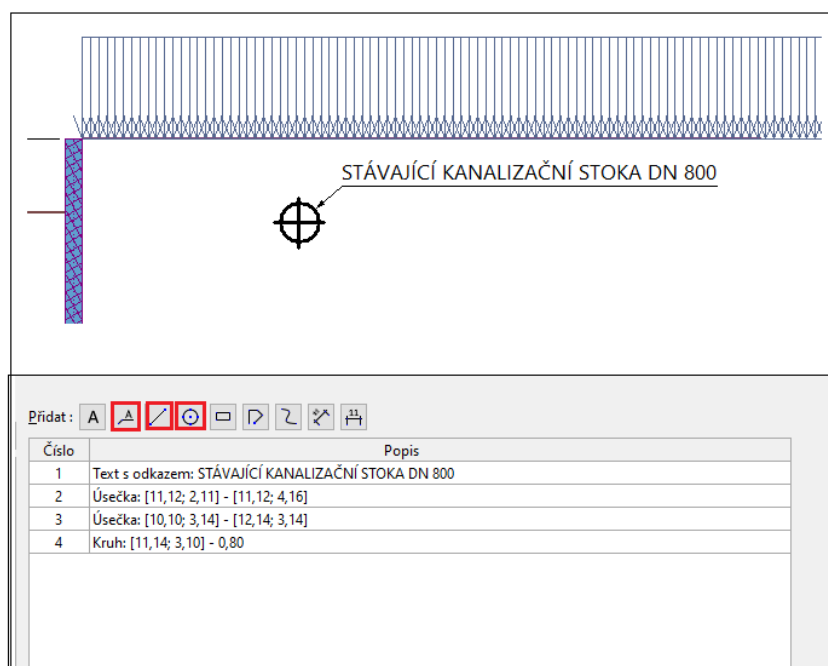 STÁVAJÍCÍ KANALIZAČNÍ STOKA DN 800
Přidat : A A 11
Číslo Popis
1 Text s odkazem: STÁVAJÍCÍ KANALIZAČNÍ STOKA DN 800
2 Úsečka: [11,12; 2,11] - [11,12; 4,16]
3 Úsečka: [10,10; 3,14] - [12,14; 3,14]
4 Kruh: [11,14; 3,10] - 0,80